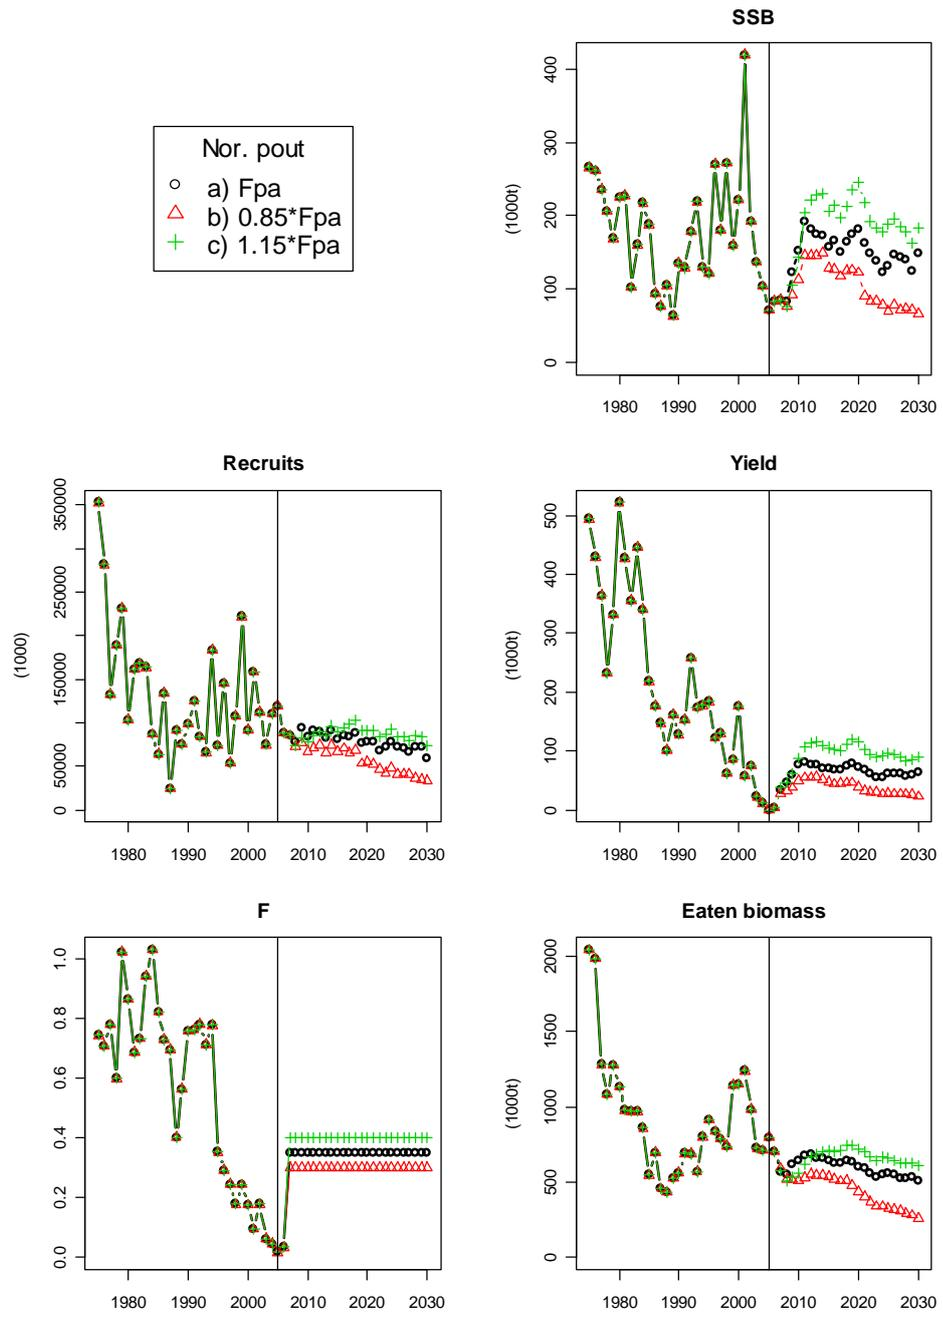 SSB
Nor. pout
a) Fpa
b) 0.85*Fpa
c) 1.15*Fpa
(1000t)
400
300
200
100
0
1980 1990 2000 2010 2020 2030
Recruits
(1000)
350000
250000
150000
50000
0
1980 1990 2000 2010 2020 2030
Yield
(1000t)
500
400
300
200
100
0
1980 1990 2000 2010 2020 2030
F
1.0
0.8
0.6
0.4
0.2
0.0
1980 1990 2000 2010 2020 2030
Eaten biomass
(1000t)
2000
1500
1000
500
0
1980 1990 2000 2010 2020 2030